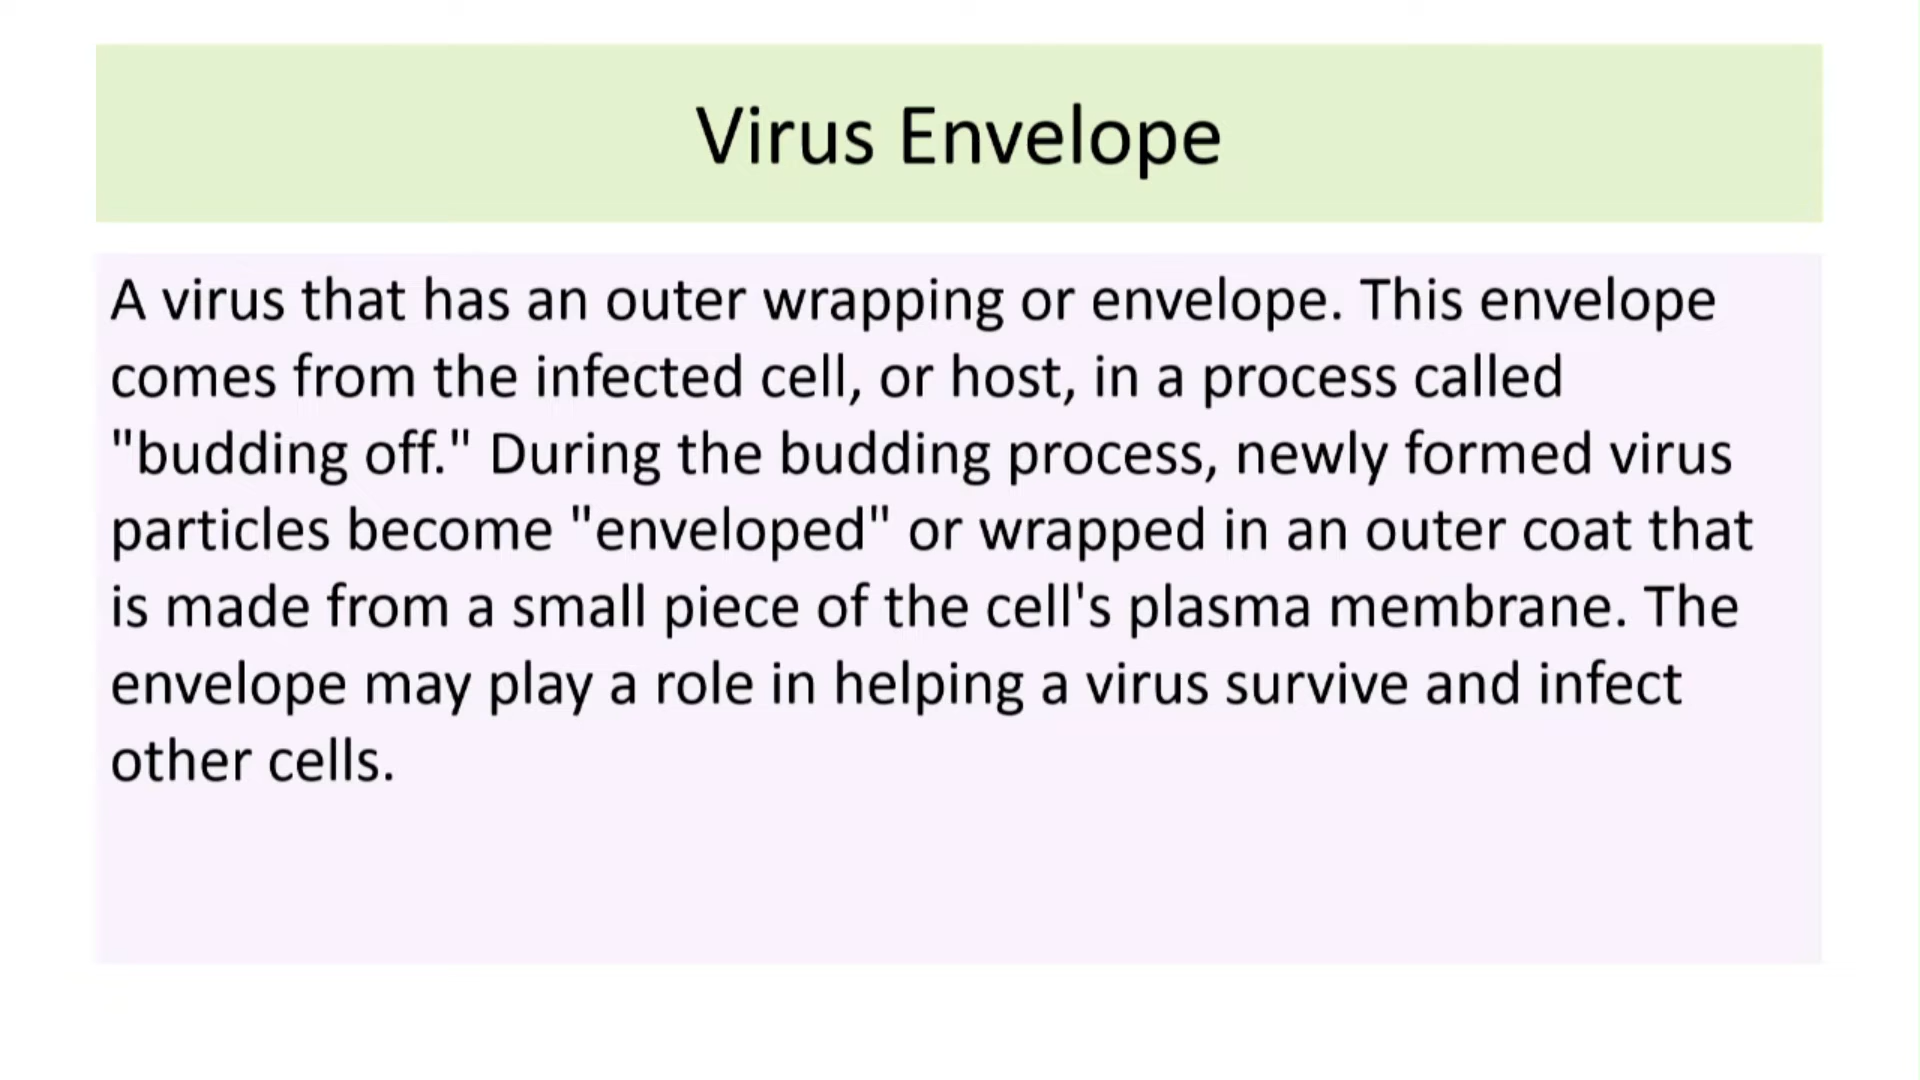 Virus Envelope
A virus that has an outer wrapping or envelope. This envelope
comes from the infected cell, or host, in a process called
"budding off." During the budding process, newly formed virus
particles become "enveloped" or wrapped in an outer coat that
is made from a small piece of the cell's plasma membrane. The
envelope may play a role in helping a virus survive and infect
other cells.